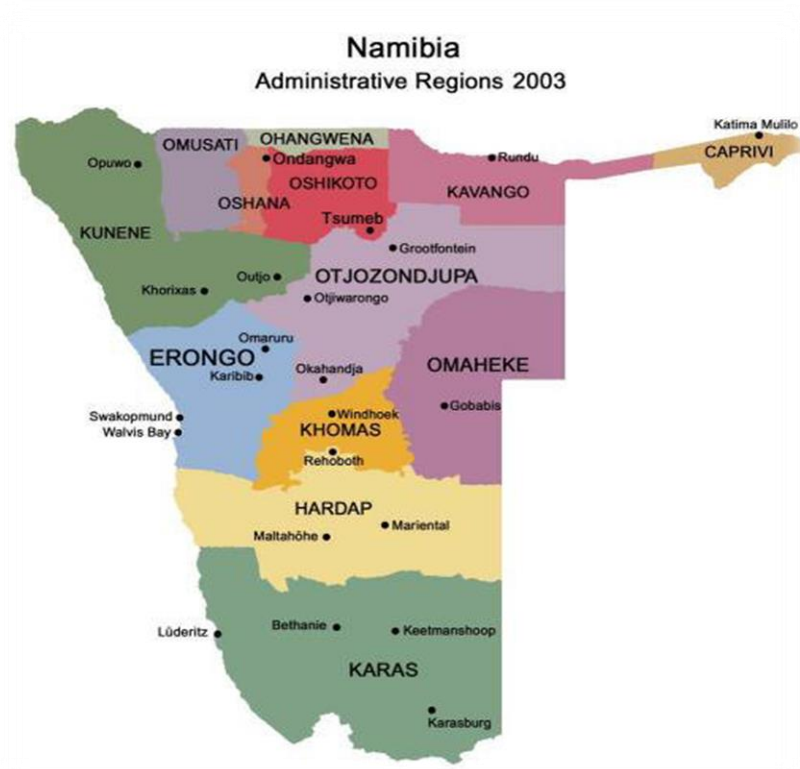 Namibia
Administrative Regions 2003
Katima Mulilo
OMUSATI
OHANGWENA
CAPRIVI
Opuwo
Ondangwa
Rundu
OSHIKOTO
KAVANGO
OSHANA
Tsumeb
KUNENE
Grootfontein
Outjo
OTJOZONDJUPA
Khorixas
Otjiwarongo
Omaruru
ERONGO
Okahandja
OMAHEKE
Karibib
Gobabis
Swakopmund
Windhoek
Walvis Bay
KHOMAS
Rehoboth
HARDAP
Mariental
Maltahöhe
Lüderitz
Bethanie
Keetmanshoop
KARAS
Karasburg